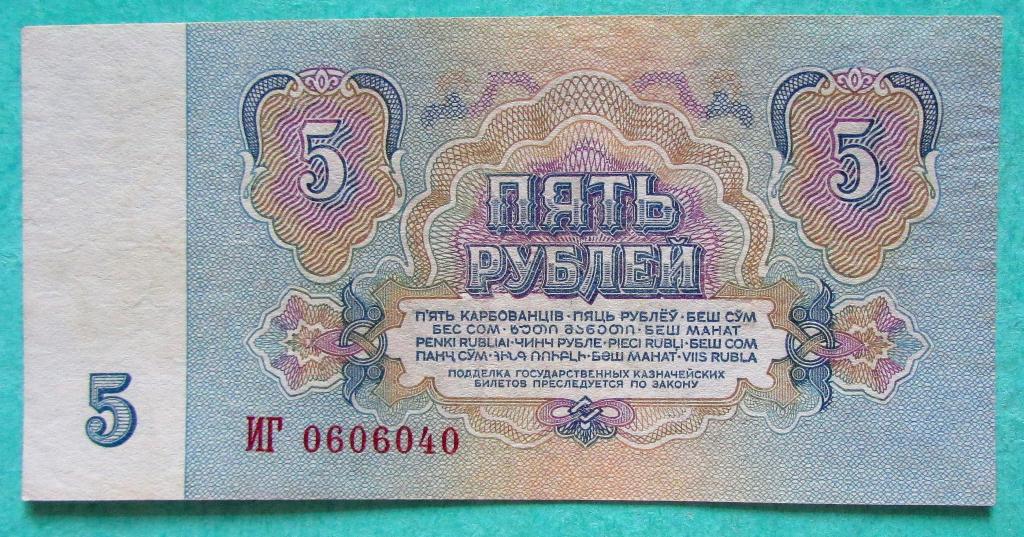 5 5
ПЯТЬ
РУБЛЕЙ
П'ЯТЬ КАРБОВАНЦІВ · ПЯЦЬ РУБЛЁЎ · БЕШ СЎМ
БЕС СОМ · ხუთი მანეთი · БЕШ МАНАТ
PENKI RUBLIAI · ЧИНЧ РУБЛЕ · PIECI RUBĻI · БЕШ СОМ
ПАНҶ СЎМ · ՀԻՆԳ ՌՈՒԲԼԻ · БӘШ МАНАТ · VIIS RUBLA
ПОДДЕЛКА ГОСУДАРСТВЕННЫХ КАЗНАЧЕЙСКИХ
БИЛЕТОВ ПРЕСЛЕДУЕТСЯ ПО ЗАКОНУ
5
ИГ 0606040